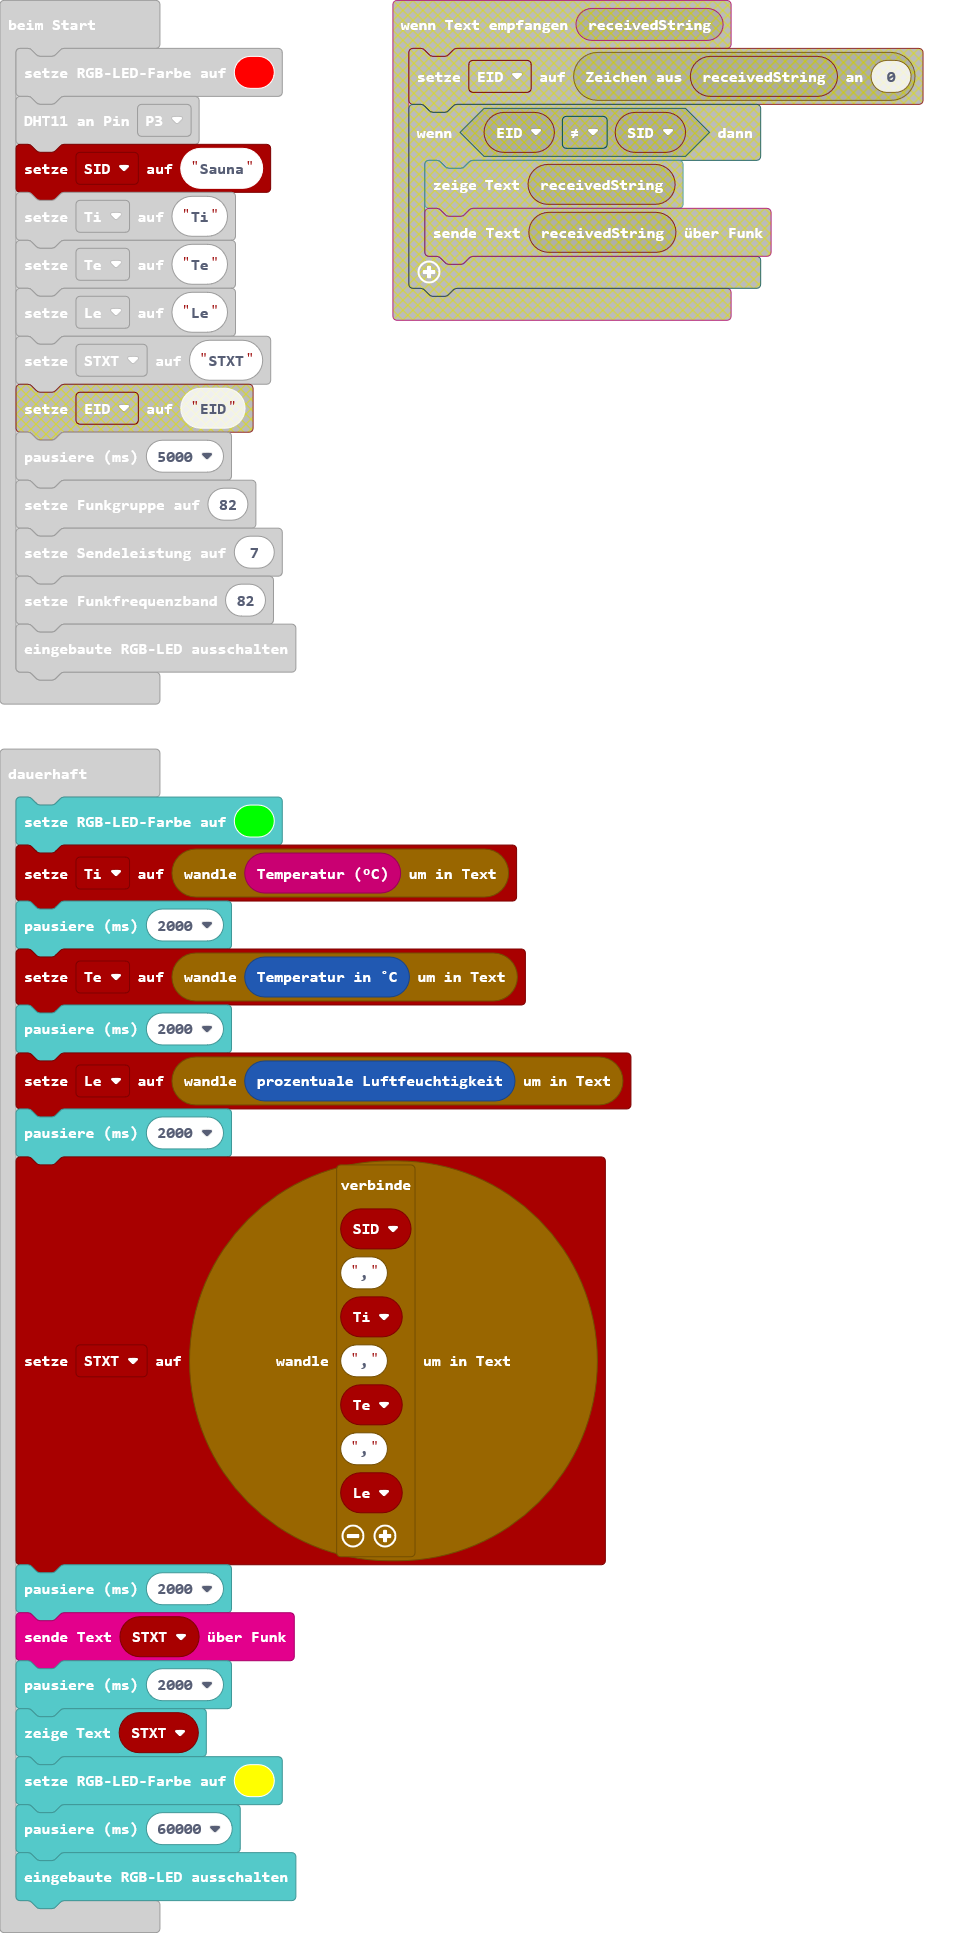 beim Start
setze RGB-LED-Farbe auf
DHT11 an Pin P3
setze SID auf "Sauna"
setze Ti auf "Ti"
setze Te auf "Te"
setze Le auf "Le"
setze STXT auf "STXT"
setze EID auf "EID"
pausiere (ms) 5000
setze Funkgruppe auf 82
setze Sendeleistung auf 7
setze Funkfrequenzband 82
eingebaute RGB-LED ausschalten
wenn Text empfangen receivedString
setze EID auf Zeichen aus receivedString an 0
wenn EID ≠ SID dann
zeige Text receivedString
sende Text receivedString über Funk
dauerhaft
setze RGB-LED-Farbe auf
setze Ti auf wandle Temperatur (ºC) um in Text
pausiere (ms) 2000
setze Te auf wandle Temperatur in ˚C um in Text
pausiere (ms) 2000
setze Le auf wandle prozentuale Luftfeuchtigkeit um in Text
pausiere (ms) 2000
verbinde
SID
","
Ti
setze STXT auf wandle "," um in Text
Te
","
Le
pausiere (ms) 2000
sende Text STXT über Funk
pausiere (ms) 2000
zeige Text STXT
setze RGB-LED-Farbe auf
pausiere (ms) 60000
eingebaute RGB-LED ausschalten